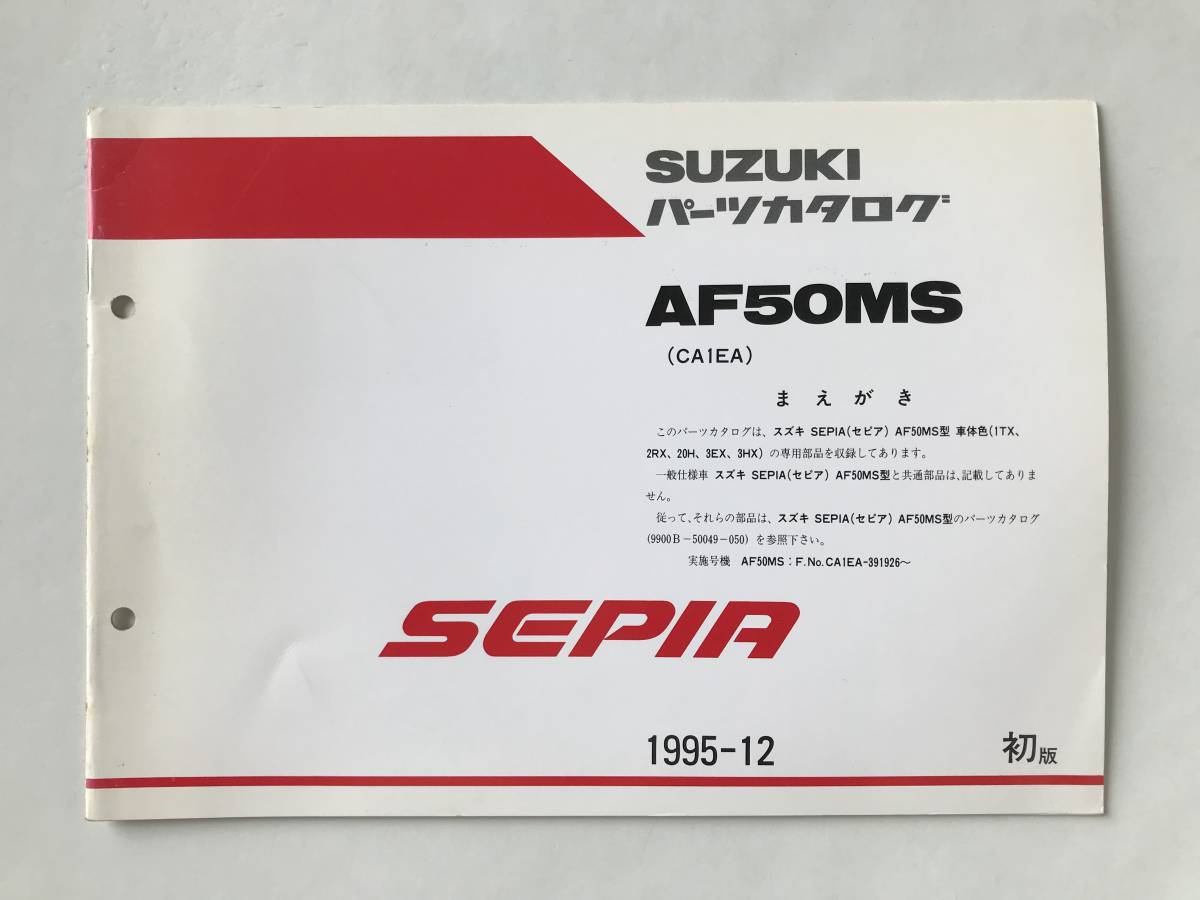 SUZUKI
パーツカタログ
AF50MS
(CA1EA)
まえがき
このパーツカタログは、スズキ SEPIA(セピア) AF50MS型 車体色(1TX、
2RX、20H、3EX、3HX) の専用部品を収録してあります。
一般仕様車 スズキ SEPIA(セピア) AF50MS型と共通部品は、記載してありま
せん。
従って、それらの部品は、スズキ SEPIA(セピア) AF50MS型のパーツカタログ
(9900B-50049-050) を参照下さい。
実施号機 AF50MS：F.No.CA1EA-391926～
SEPIA
1995-12 初版